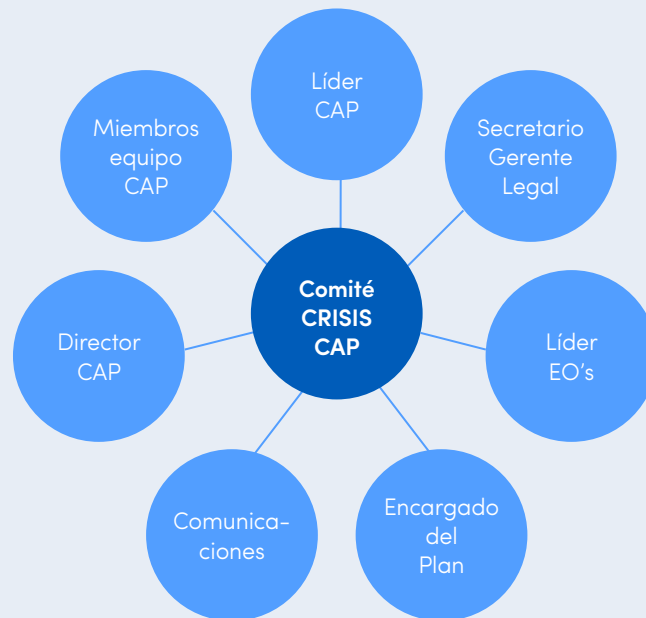 Líder
CAP
Miembros
equipo
CAP
Secretario
Gerente
Legal
Comité
CRISIS
CAP
Director
CAP
Líder
EO's
Comunica-
ciones
Encargado
del
Plan